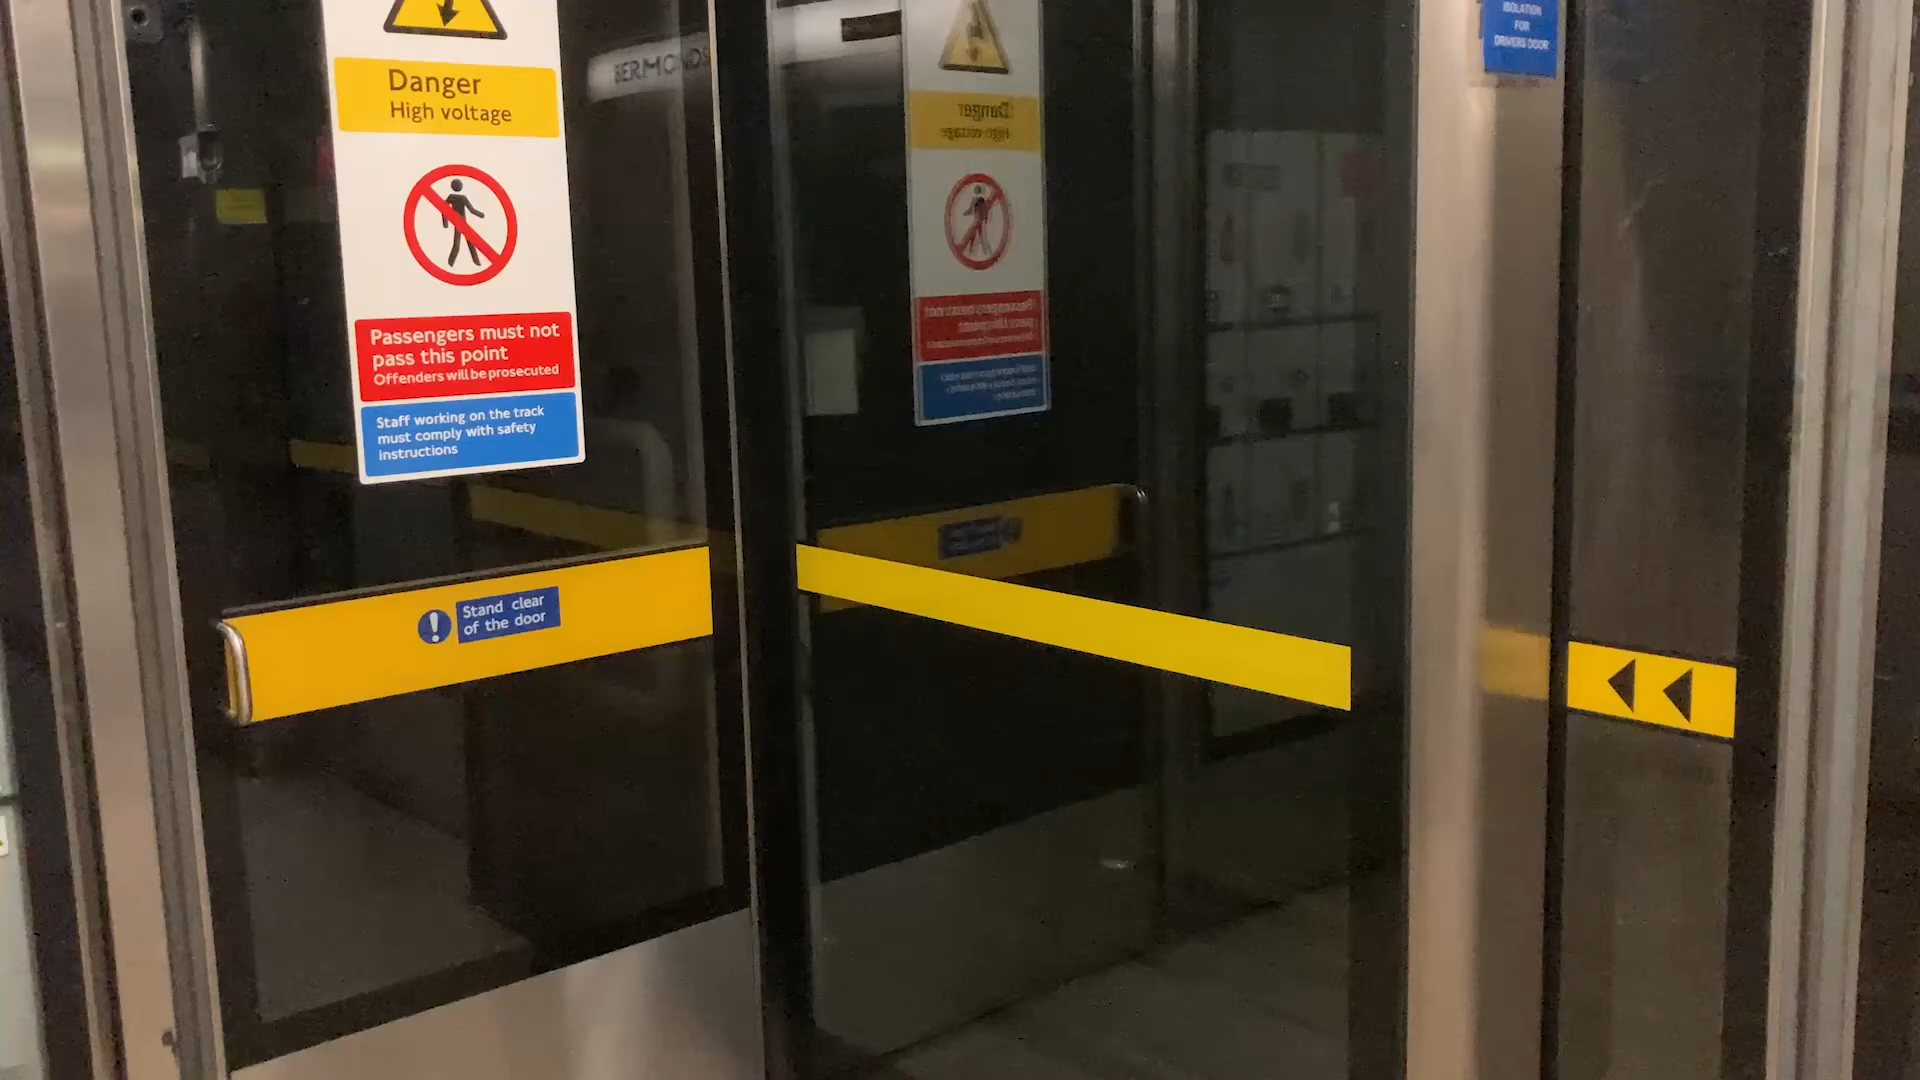 Danger
High voltage
Passengers must not
pass this point
Offenders will be prosecuted
Staff working on the track
must comply with safety
instructions
Stand clear
of the door
BERMONDS
ISOLATION
FOR
DRIVERS DOOR